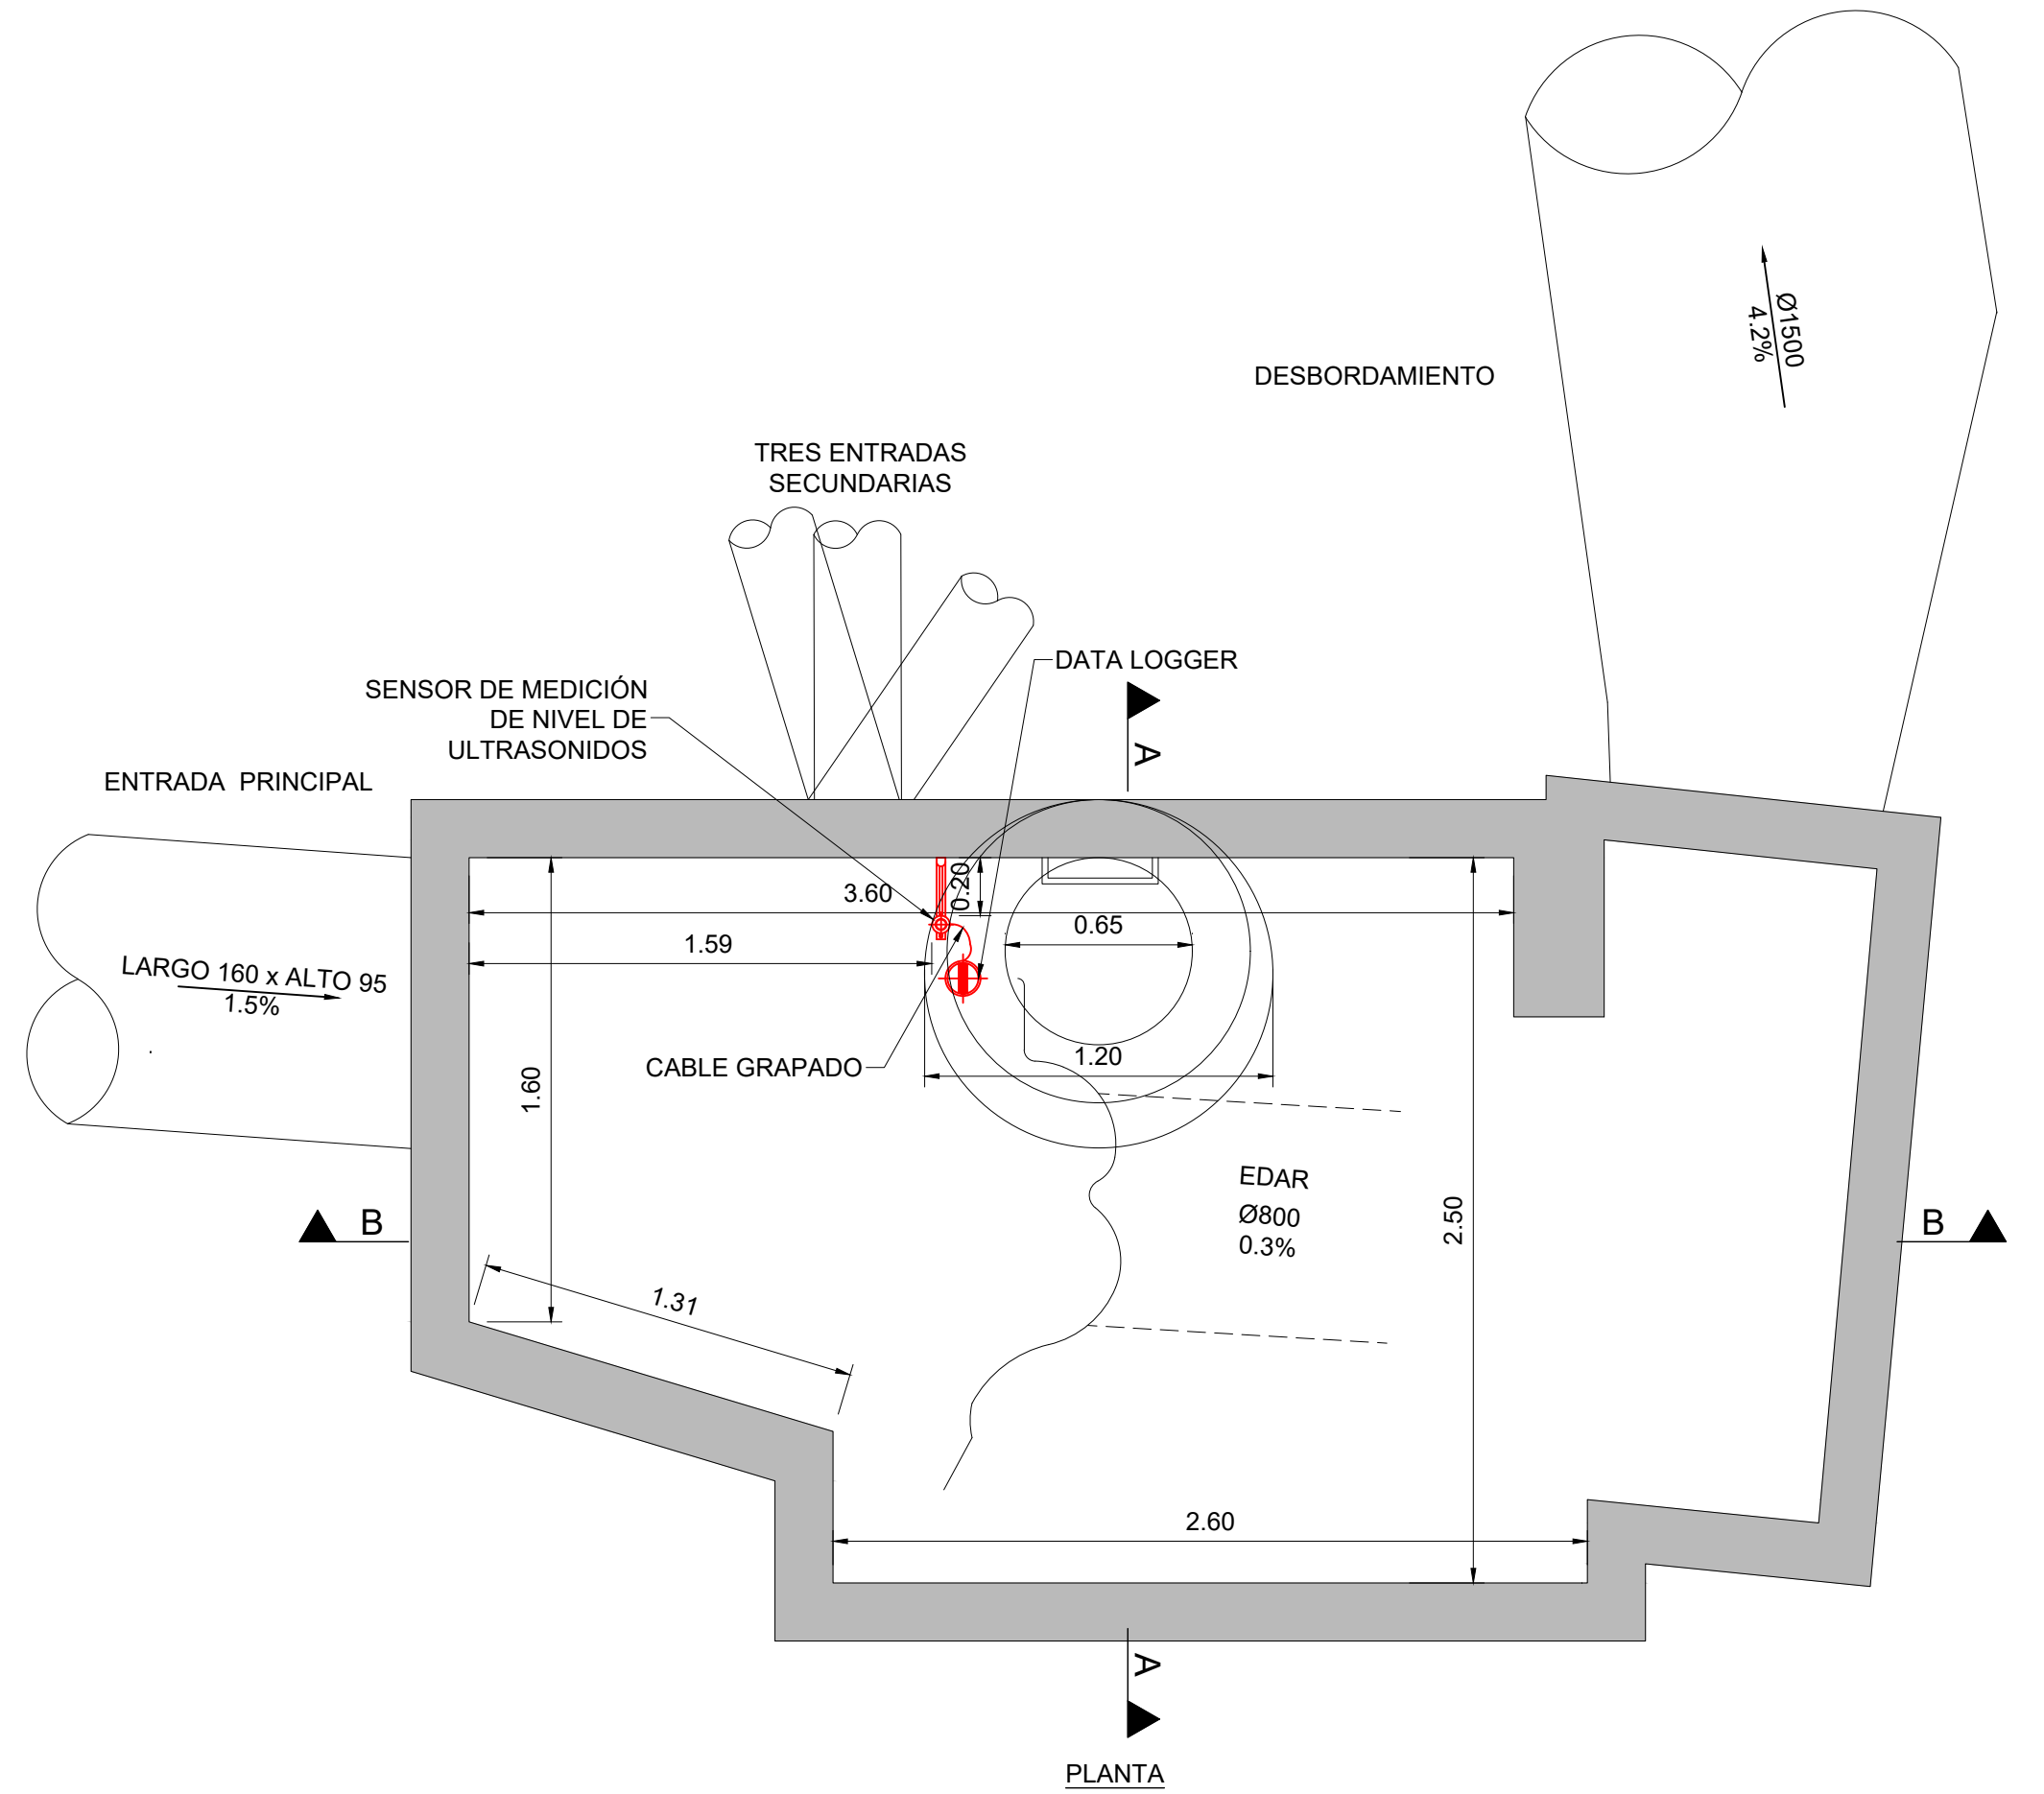 Ø1500
4.2%
DESBORDAMIENTO
TRES ENTRADAS
SECUNDARIAS
DATA LOGGER
SENSOR DE MEDICIÓN
DE NIVEL DE
ULTRASONIDOS
A
ENTRADA PRINCIPAL
0.20
3.60
0.65
1.59
LARGO 160 x ALTO 95
1.5%
1.20
CABLE GRAPADO
1.60
EDAR
Ø800
0.3%
2.50
B
B
1.31
2.60
A
PLANTA